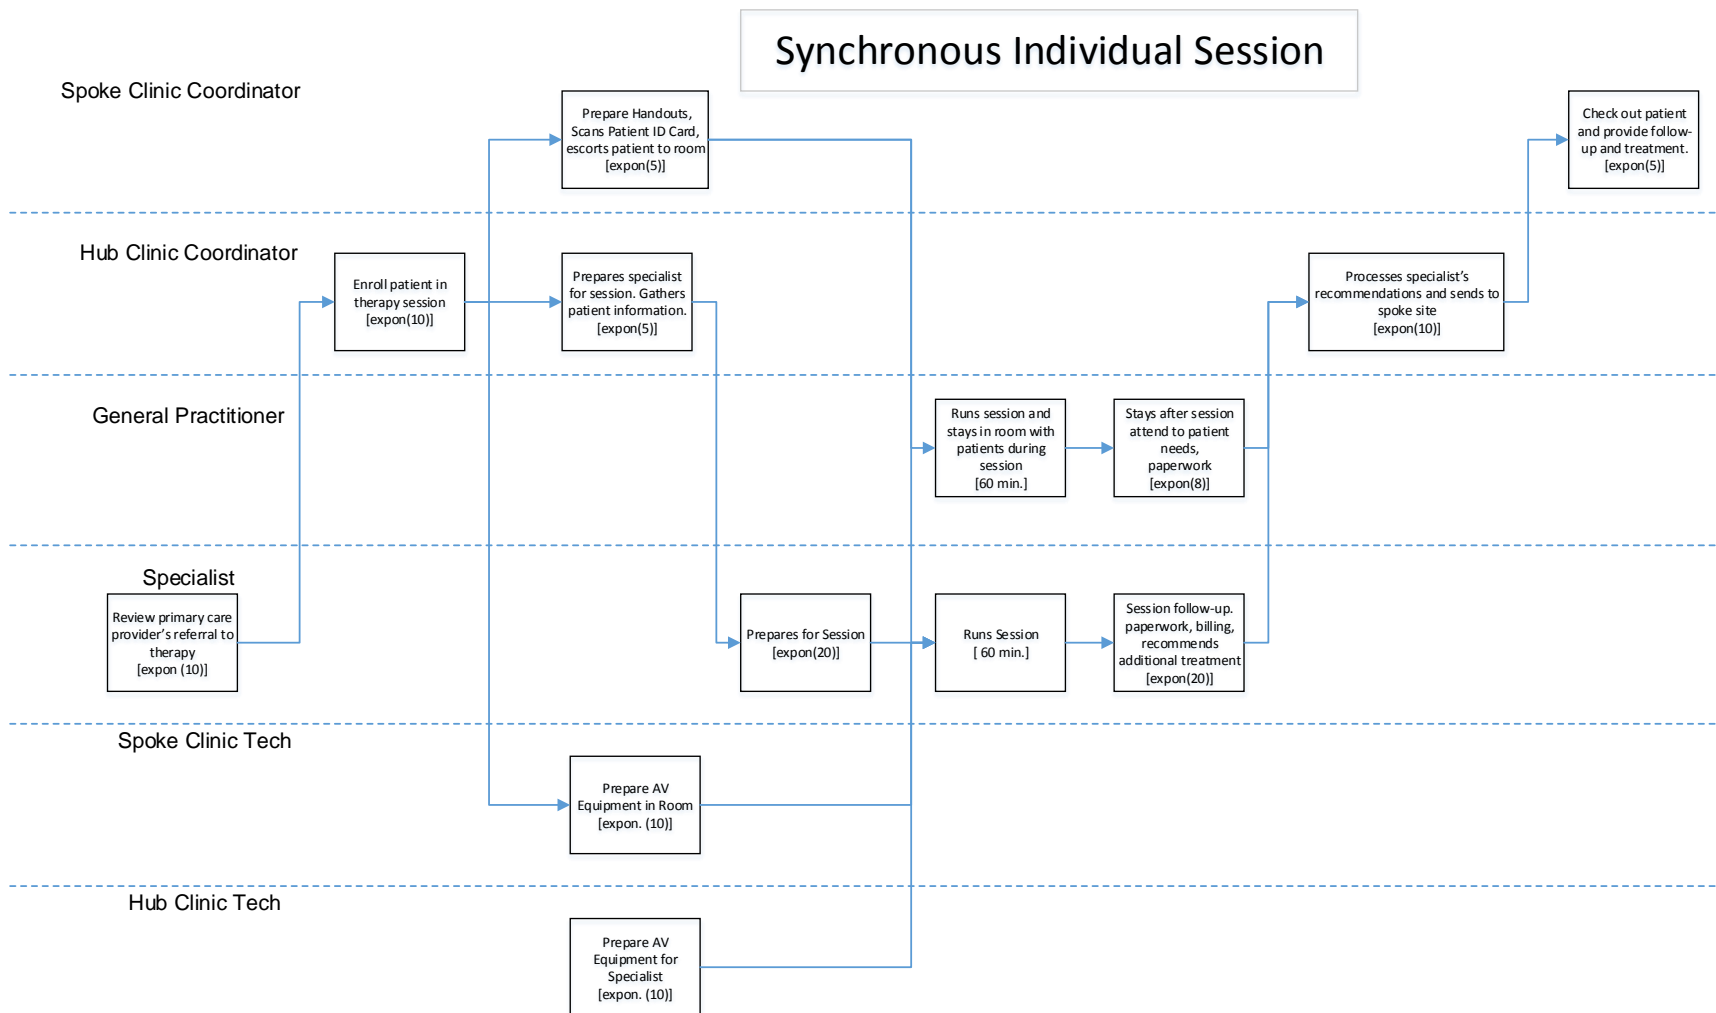 Synchronous Individual Session
Spoke Clinic Coordinator
Prepare Handouts,
Scans Patient ID Card,
escorts patient to room
[expon(5)]
Check out patient
and provide follow-
up and treatment.
[expon(5)]
Hub Clinic Coordinator
Enroll patient in
therapy session
[expon(10)]
Prepares specialist
for session. Gathers
patient information.
[expon(5)]
Processes specialist’s
recommendations and sends to
spoke site
[expon(10)]
General Practitioner
Runs session and
stays in room with
patients during
session
[60 min.]
Stays after session
attend to patient
needs,
paperwork
[expon(8)]
Specialist
Review primary care
provider’s referral to
therapy
[expon (10)]
Prepares for Session
[expon(20)]
Runs Session
[ 60 min.]
Session follow-up.
paperwork, billing,
recommends
additional treatment
[expon(20)]
Spoke Clinic Tech
Prepare AV
Equipment in Room
[expon. (10)]
Hub Clinic Tech
Prepare AV
Equipment for
Specialist
[expon. (10)]